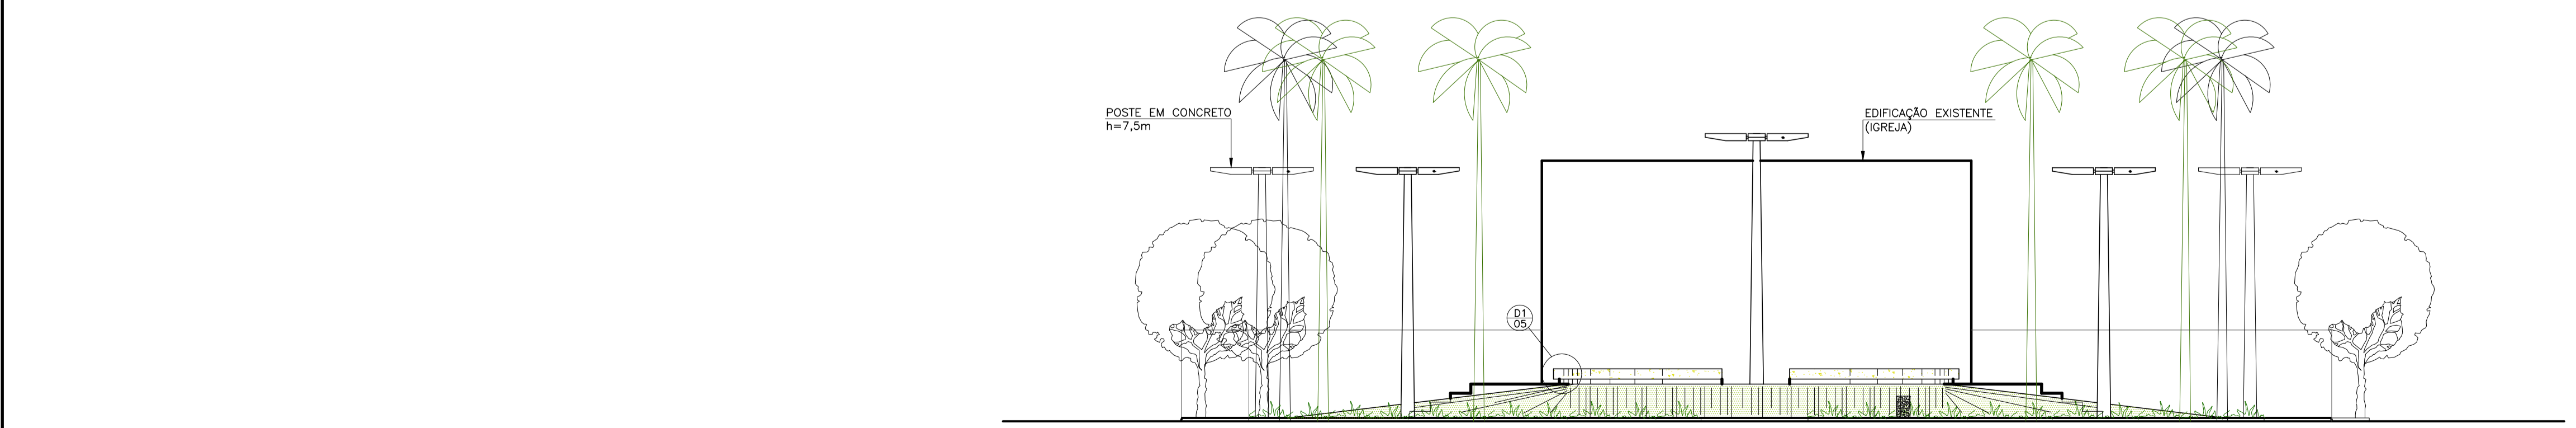 POSTE EM CONCRETO
h=7,5m
EDIFICAÇÃO EXISTENTE
(IGREJA)
D1
05